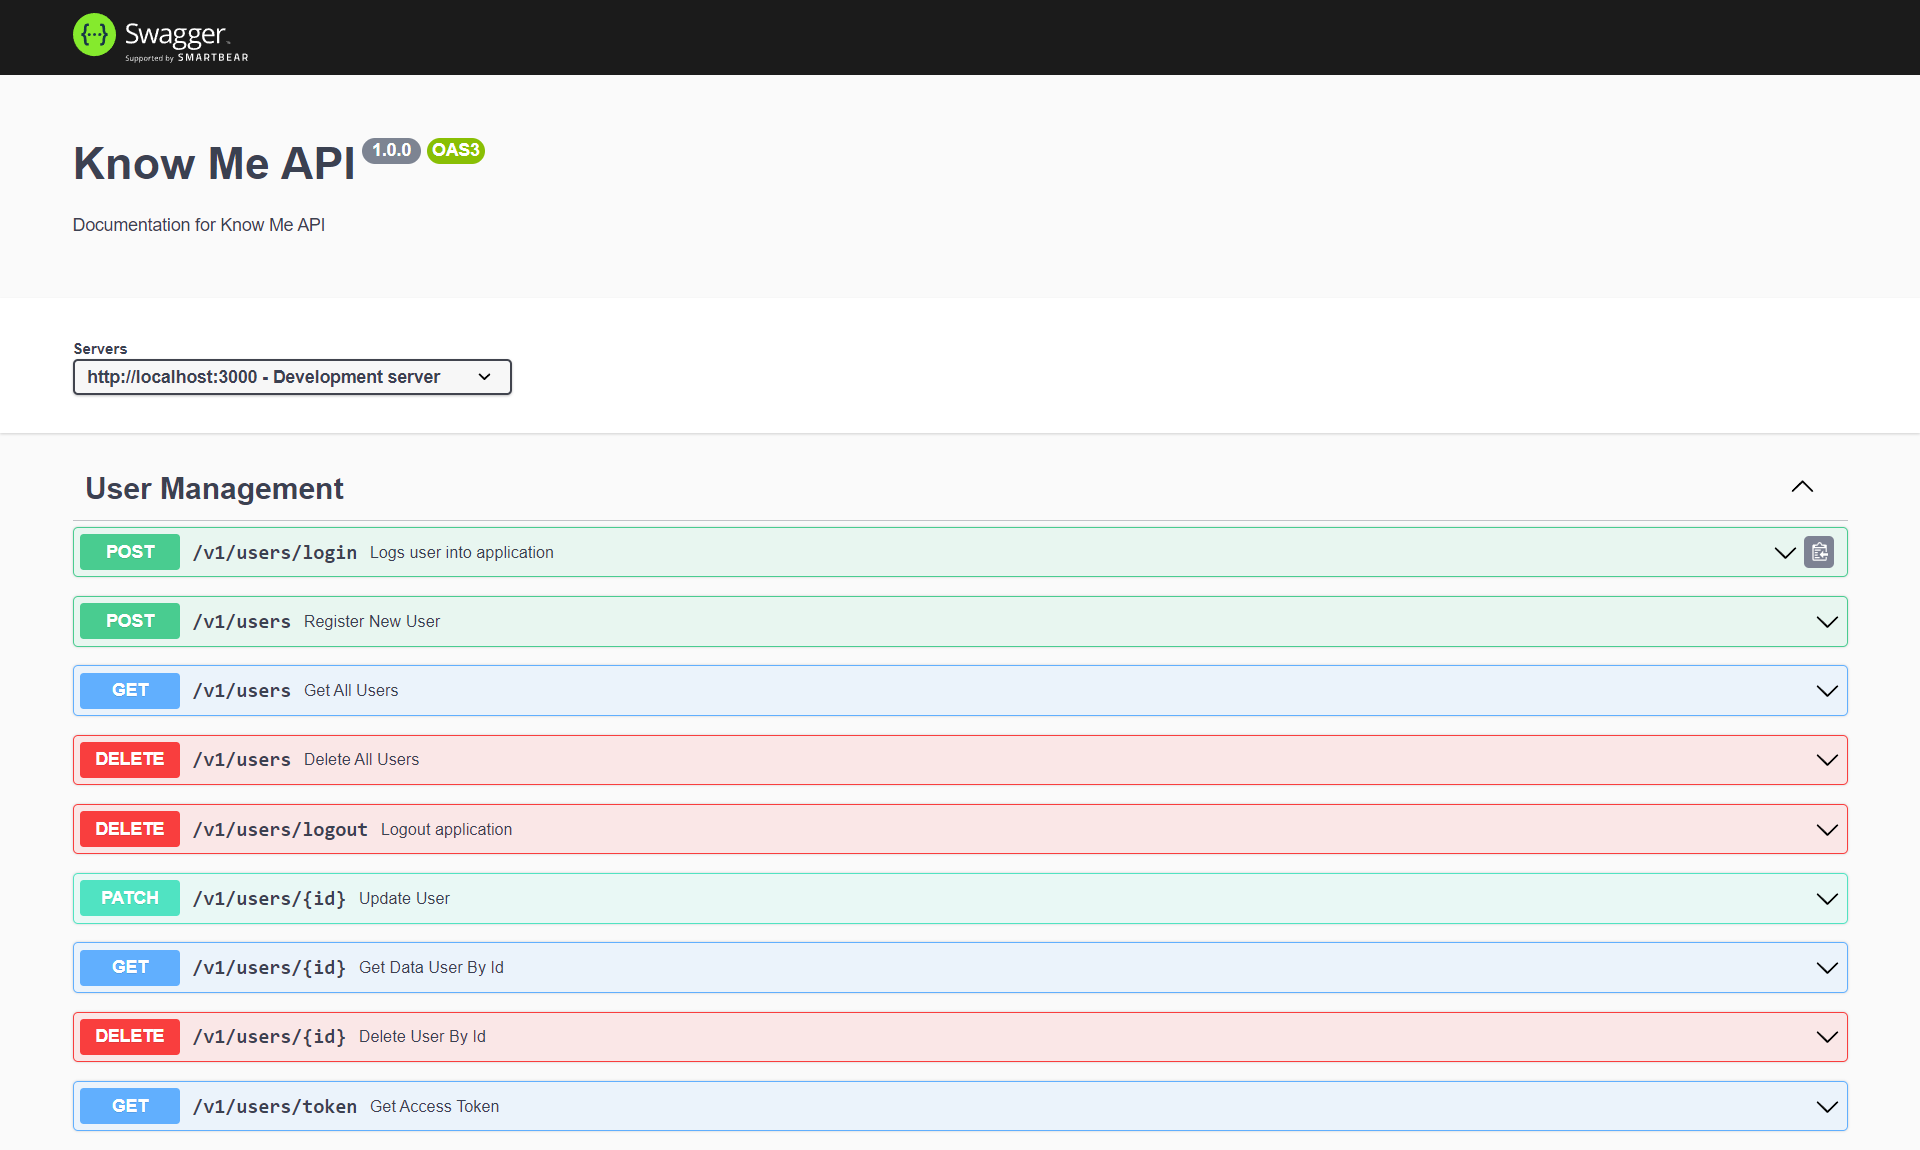 Swagger
Supported by SMARTBEAR
Know Me API 1.0.0 OAS3
Documentation for Know Me API
Servers
http://localhost:3000 - Development server
User Management
POST /v1/users/login Logs user into application
POST /v1/users Register New User
GET /v1/users Get All Users
DELETE /v1/users Delete All Users
DELETE /v1/users/logout Logout application
PATCH /v1/users/{id} Update User
GET /v1/users/{id} Get Data User By Id
DELETE /v1/users/{id} Delete User By Id
GET /v1/users/token Get Access Token